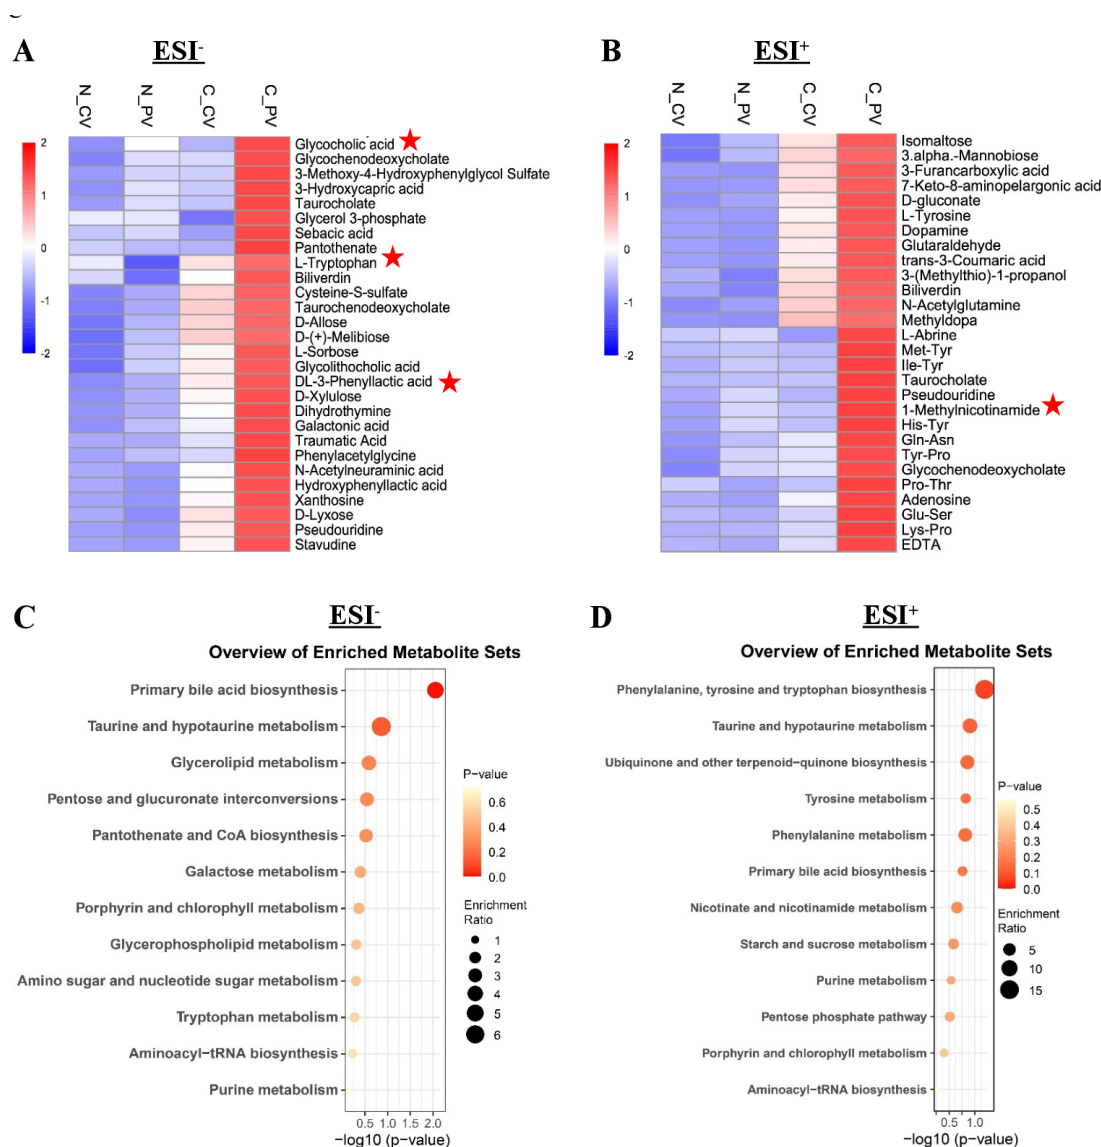 A
ESI-
N_CV
N_PV
C_CV
C_PV
2
1
0
-1
-2
Glycocholic acid
Glycochenodeoxycholate
3-Methoxy-4-Hydroxyphenylglycol Sulfate
3-Hydroxycapric acid
Taurocholate
Glycerol 3-phosphate
Sebacic acid
Pantothenate
L-Tryptophan
Biliverdin
Cysteine-S-sulfate
Taurochenodeoxycholate
D-Allose
D-(+)-Melibiose
L-Sorbose
Glycolithocholic acid
DL-3-Phenyllactic acid
D-Xylulose
Dihydrothymine
Galactonic acid
Traumatic Acid
Phenylacetylglycine
N-Acetylneuraminic acid
Hydroxyphenyllactic acid
Xanthosine
D-Lyxose
Pseudouridine
Stavudine
B
ESI+
N_CV
N_PV
C_CV
C_PV
2
1
0
-1
-2
Isomaltose
3.alpha.-Mannobiose
3-Furancarboxylic acid
7-Keto-8-aminopelargonic acid
D-gluconate
L-Tyrosine
Dopamine
Glutaraldehyde
trans-3-Coumaric acid
3-(Methylthio)-1-propanol
Biliverdin
N-Acetylglutamine
Methyldopa
L-Abrine
Met-Tyr
Ile-Tyr
Taurocholate
Pseudouridine
1-Methylnicotinamide
His-Tyr
Gln-Asn
Tyr-Pro
Glycochenodeoxycholate
Pro-Thr
Adenosine
Glu-Ser
Lys-Pro
EDTA
C
ESI-
Overview of Enriched Metabolite Sets
Primary bile acid biosynthesis
Taurine and hypotaurine metabolism
Glycerolipid metabolism
Pentose and glucuronate interconversions
Pantothenate and CoA biosynthesis
Galactose metabolism
Porphyrin and chlorophyll metabolism
Glycerophospholipid metabolism
Amino sugar and nucleotide sugar metabolism
Tryptophan metabolism
Aminoacyl−tRNA biosynthesis
Purine metabolism
0.5 1.0 1.5 2.0
−log10 (p−value)
P−value
0.6
0.4
0.2
0.0
Enrichment
Ratio
1
2
3
4
5
6
D
ESI+
Overview of Enriched Metabolite Sets
Phenylalanine, tyrosine and tryptophan biosynthesis
Taurine and hypotaurine metabolism
Ubiquinone and other terpenoid−quinone biosynthesis
Tyrosine metabolism
Phenylalanine metabolism
Primary bile acid biosynthesis
Nicotinate and nicotinamide metabolism
Starch and sucrose metabolism
Purine metabolism
Pentose phosphate pathway
Porphyrin and chlorophyll metabolism
Aminoacyl−tRNA biosynthesis
0.5 1.0
−log10 (p−value)
P−value
0.5
0.4
0.3
0.2
0.1
0.0
Enrichment
Ratio
5
10
15